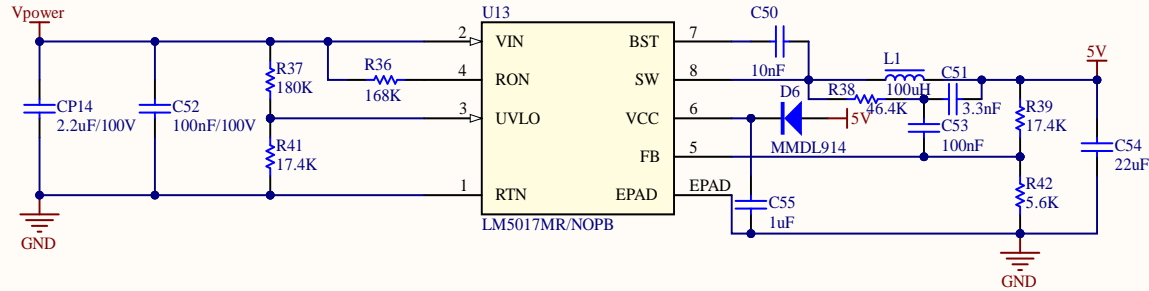 Vpower
U13
C50
2
VIN
BST
7
10nF
R37
180K
R36
168K
4
RON
SW
8
L1
100uH
C51
3.3nF
5V
CP14
2.2uF/100V
C52
100nF/100V
3
UVLO
VCC
6
D6
MMDL914
5V
R38
46.4K
C53
100nF
R39
17.4K
C54
22uF
R41
17.4K
FB
5
R42
5.6K
1
RTN
EPAD
EPAD
C55
1uF
LM5017MR/NOPB
GND
GND